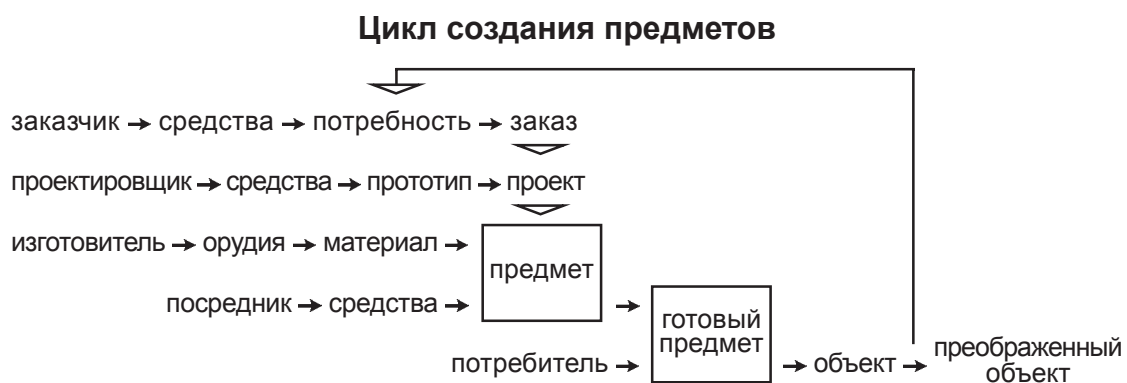 Цикл создания предметов
заказчик → средства → потребность → заказ
проектировщик → средства → прототип → проект
изготовитель → орудия → материал →
предмет
посредник → средства →
→
готовый
предмет
потребитель →
→ объект →
преображенный
объект